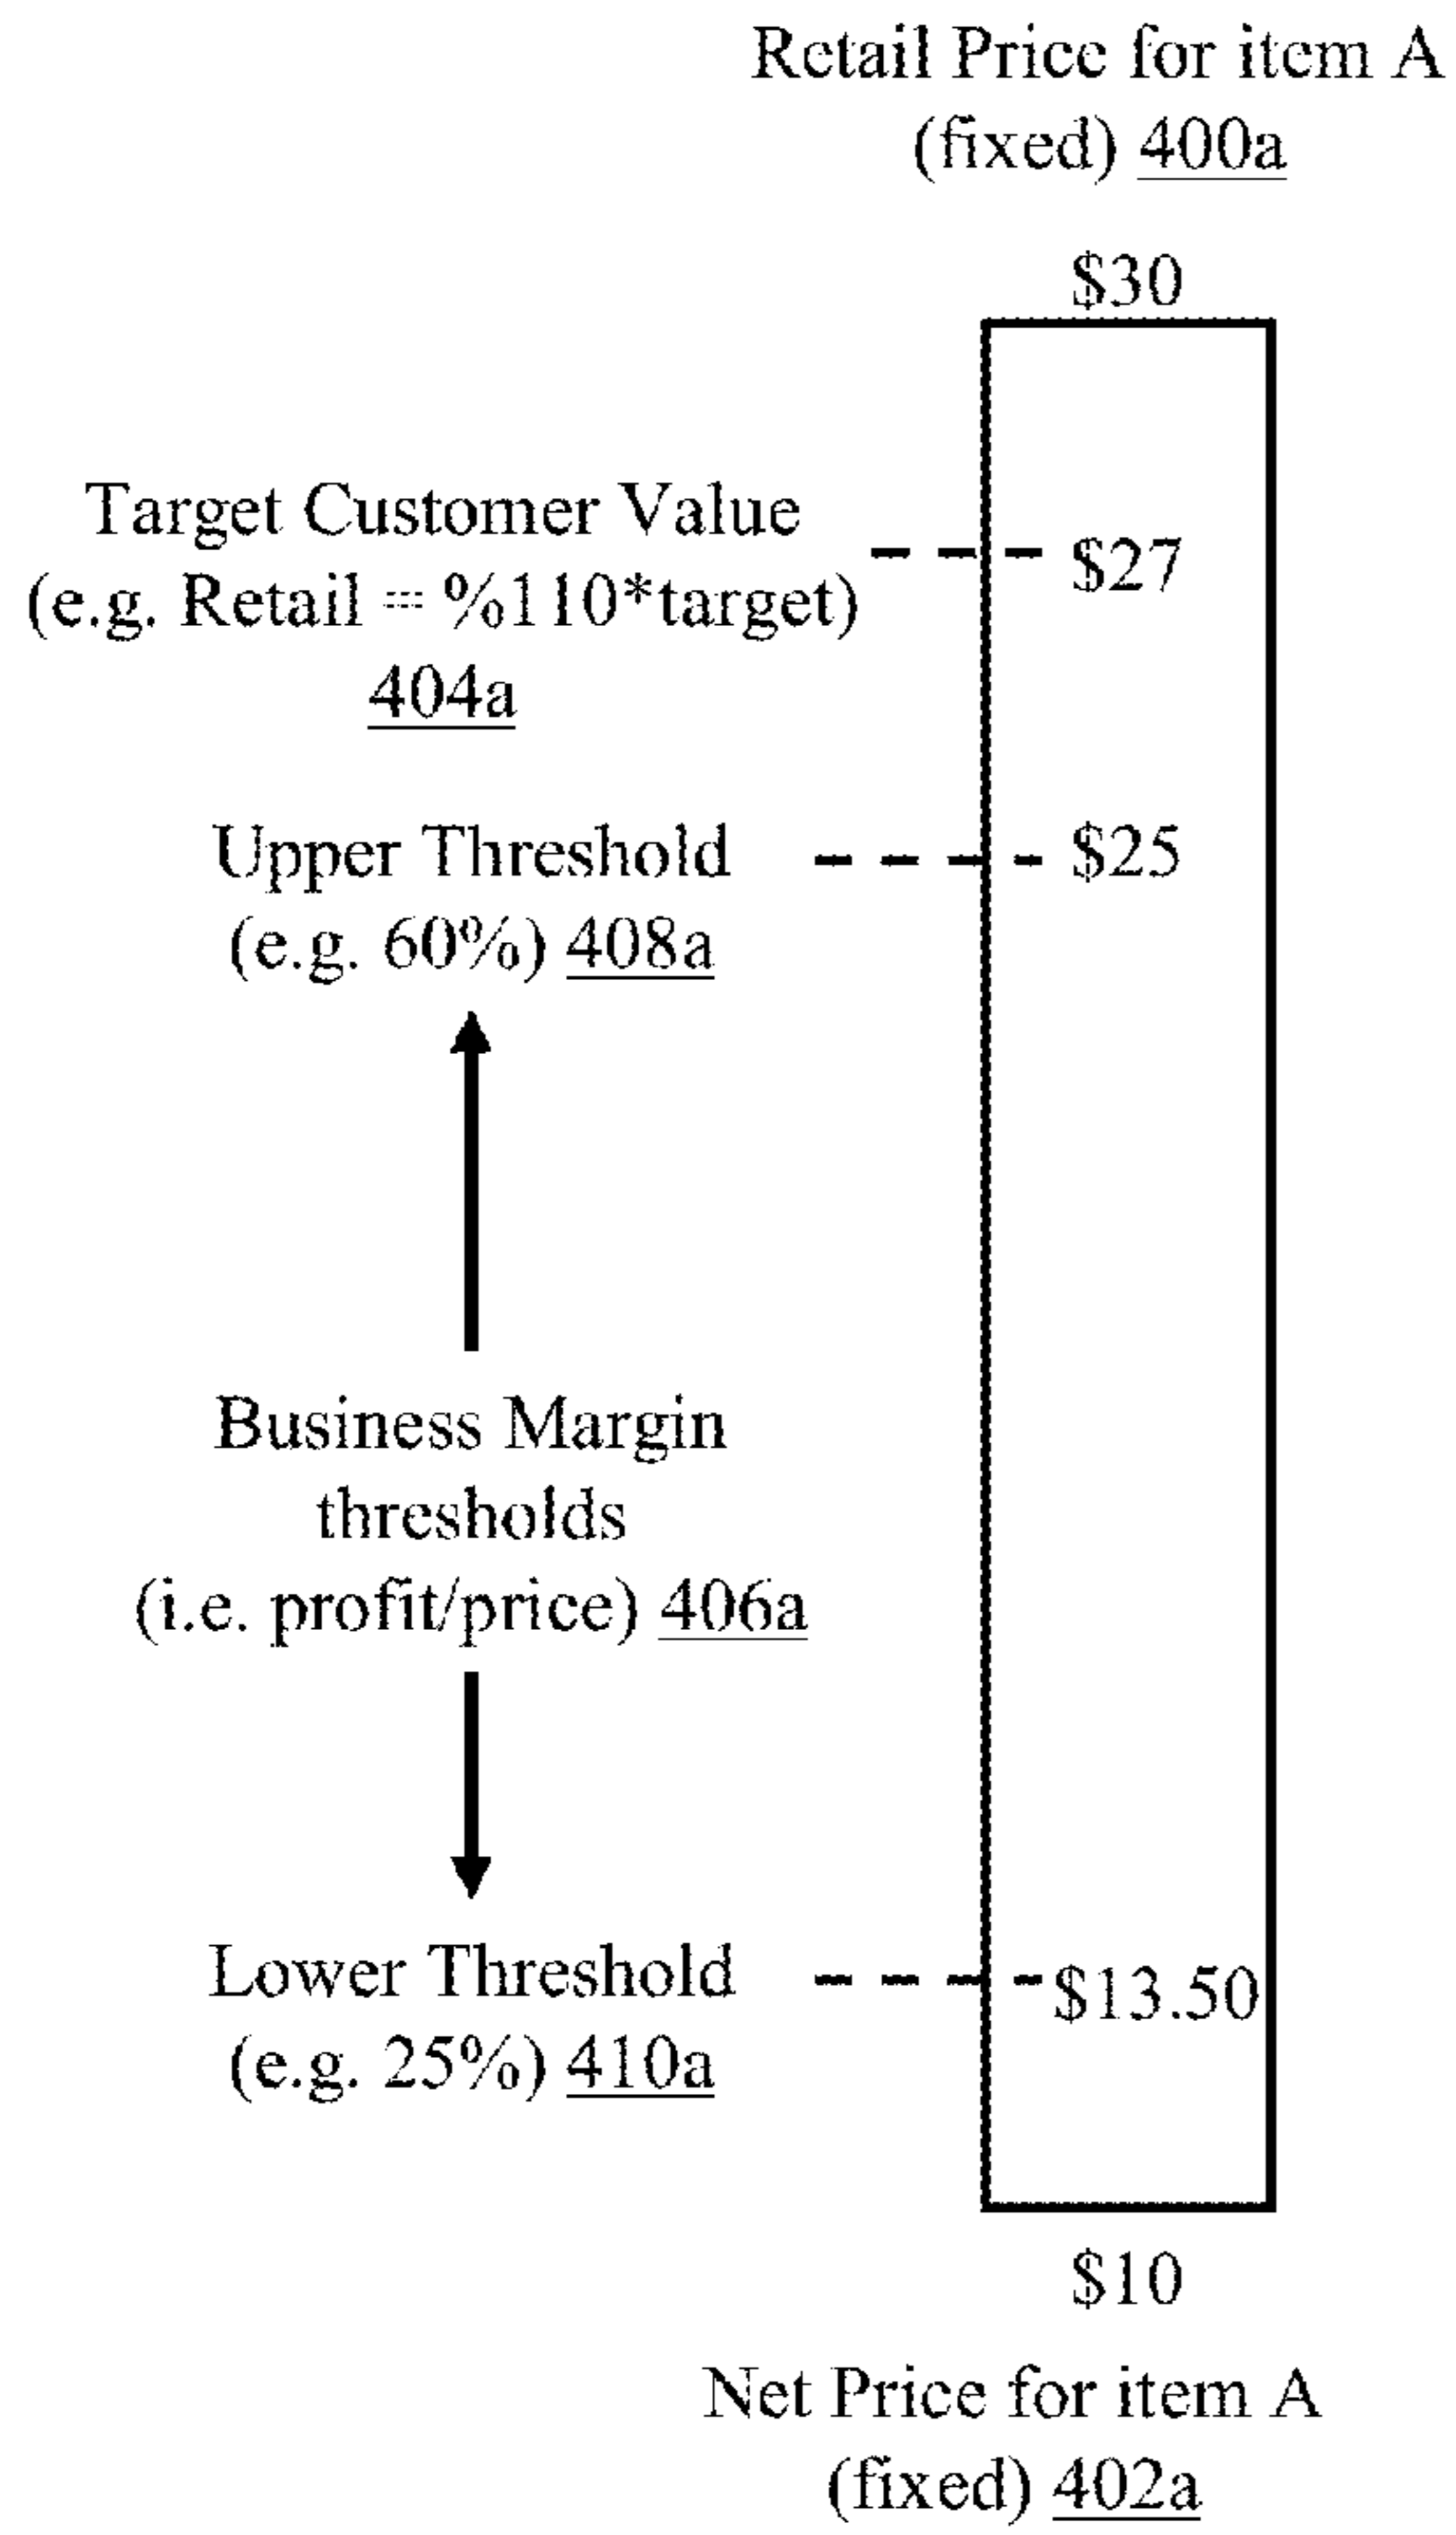 Retail Price for item A
(fixed) 400a
$30
Target Customer Value
(e.g. Retail = %110*target)
404a
$27
Upper Threshold
(e.g. 60%) 408a
$25
Business Margin
thresholds
(i.e. profit/price) 406a
Lower Threshold
(e.g. 25%) 410a
$13.50
$10
Net Price for item A
(fixed) 402a